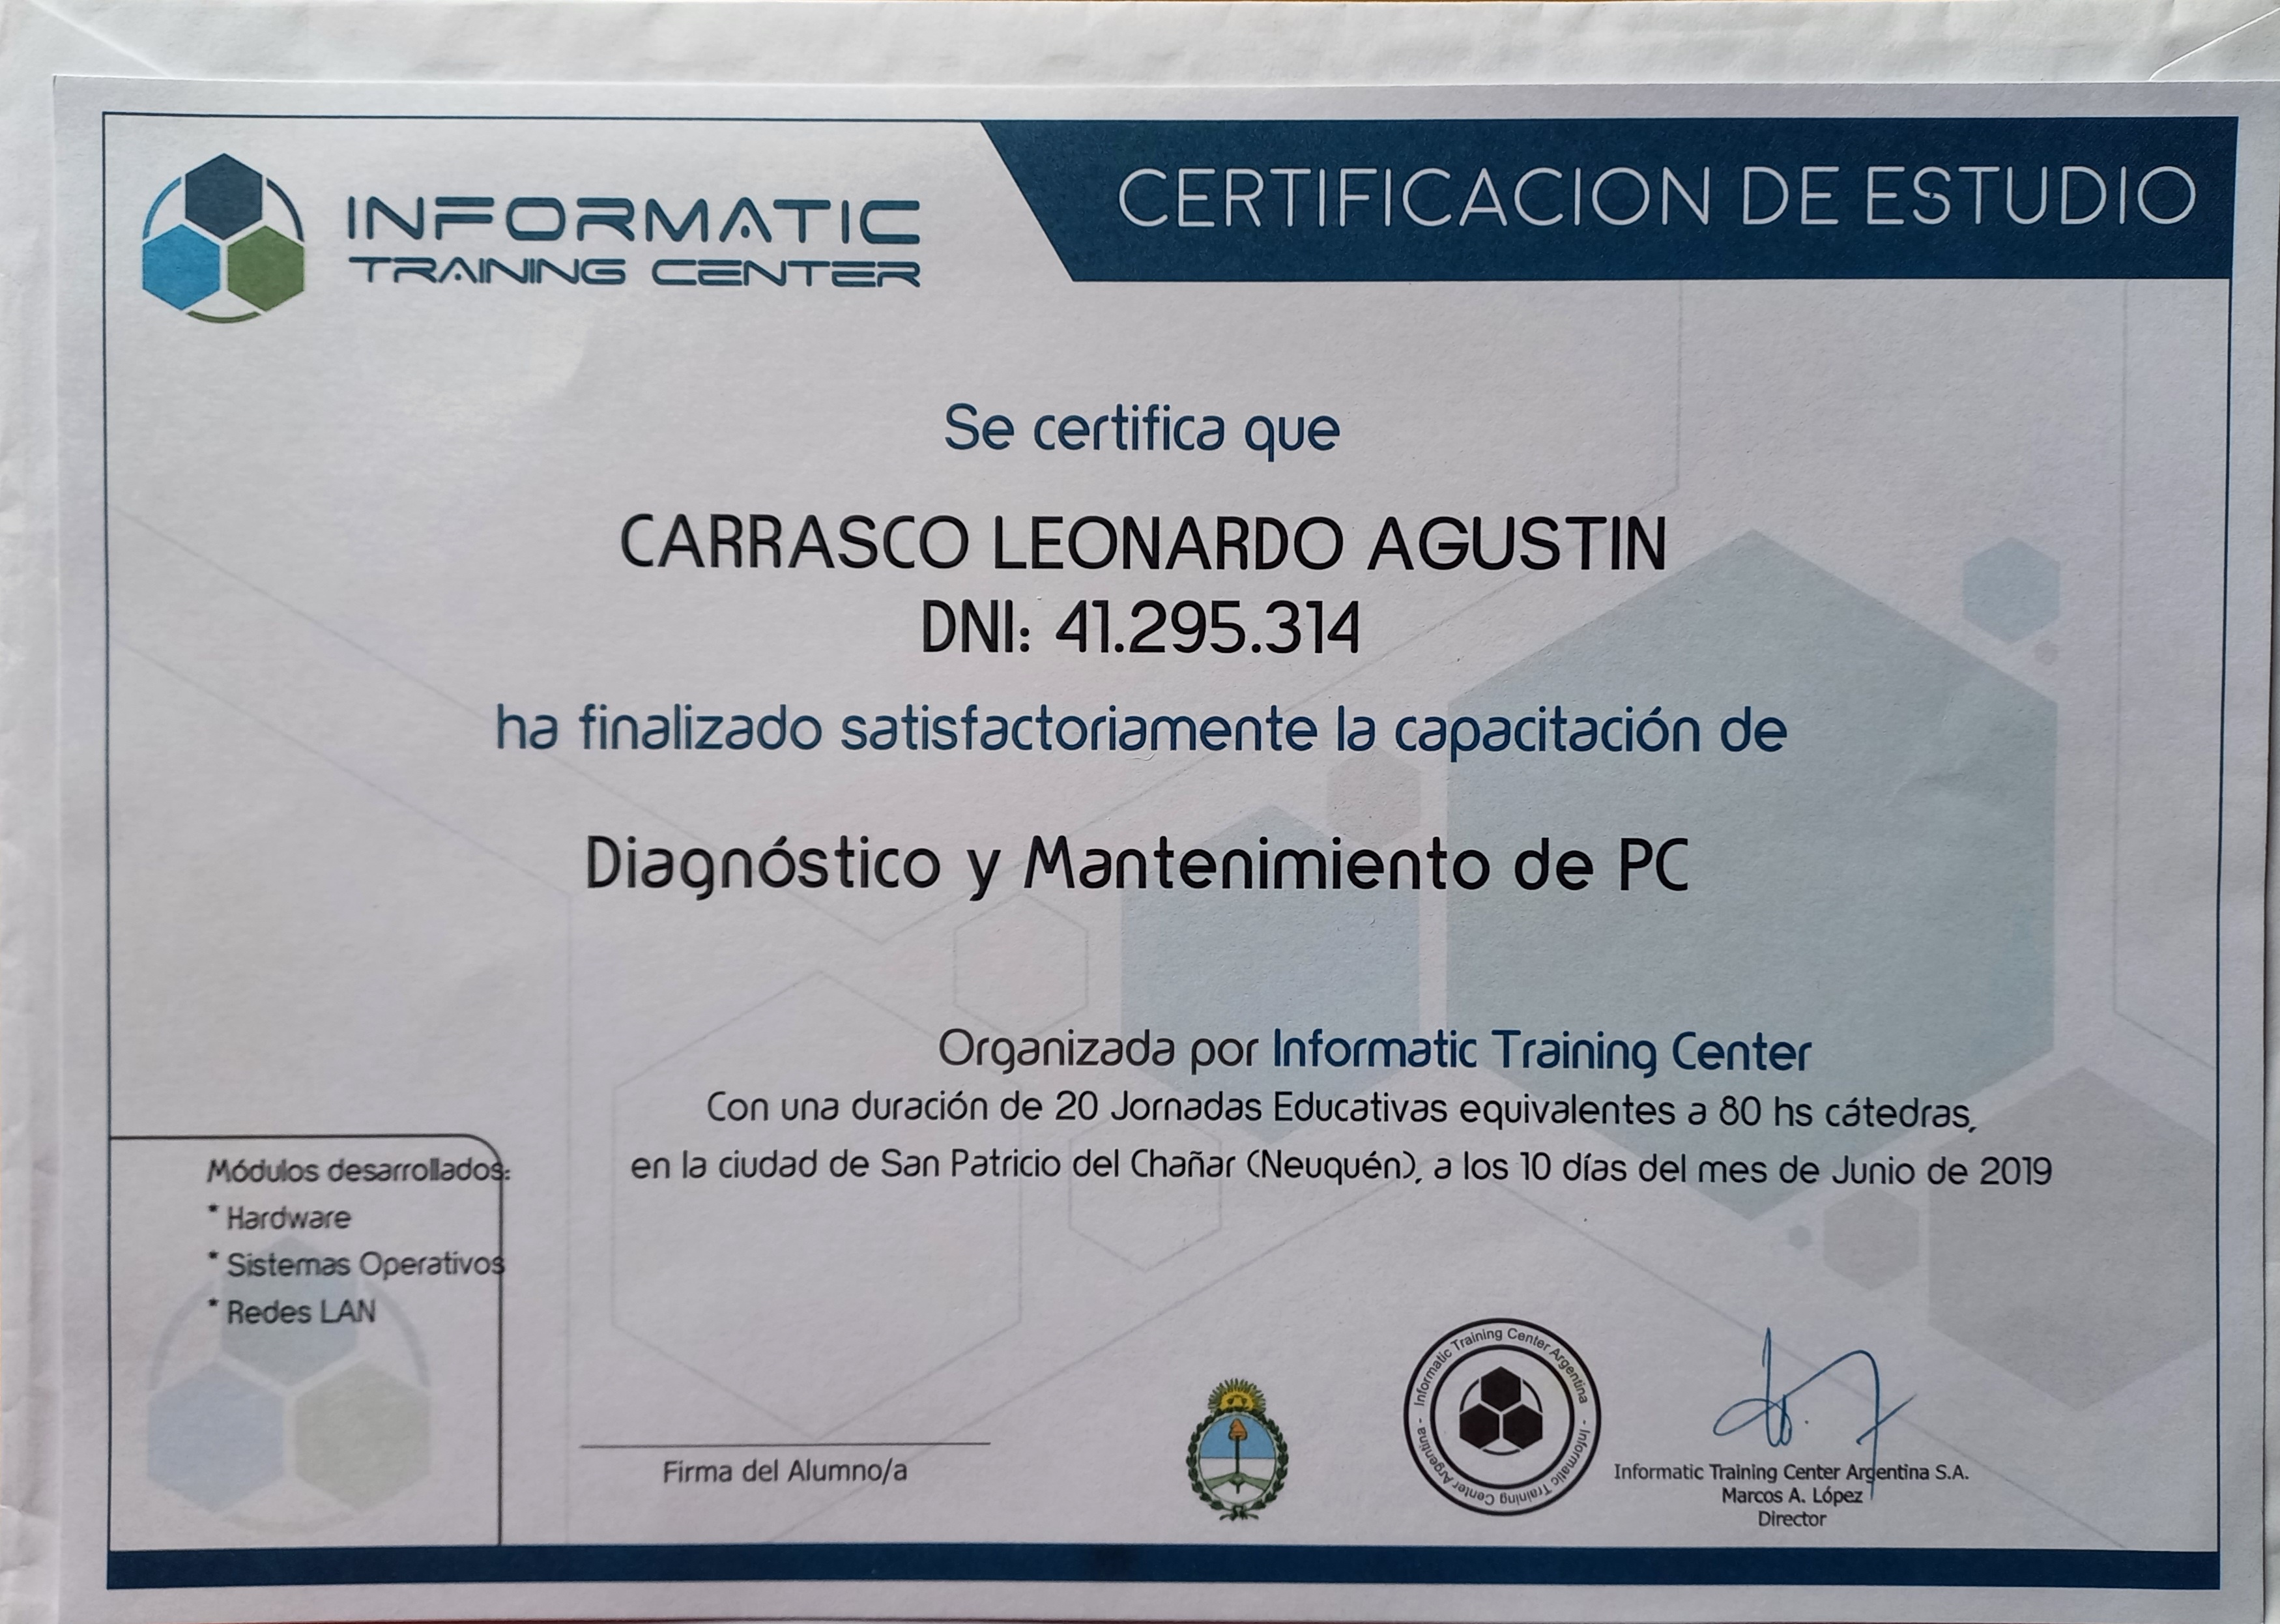 INFORMATIC
TRAINING CENTER
CERTIFICACION DE ESTUDIO
Se certifica que
CARRASCO LEONARDO AGUSTIN
DNI: 41.295.314
ha finalizado satisfactoriamente la capacitación de
Diagnóstico y Mantenimiento de PC
Organizada por Informatic Training Center
Con una duración de 20 Jornadas Educativas equivalentes a 80 hs cátedras,
en la ciudad de San Patricio del Chañar (Neuquén), a los 10 días del mes de Junio de 2019
Módulos desarrollados:
* Hardware
* Sistemas Operativos
* Redes LAN
Firma del Alumno/a
Informatic Training Center Argentina - Informatic Training Center Argentina -
Informatic Training Center Argentina S.A.
Marcos A. López
Director